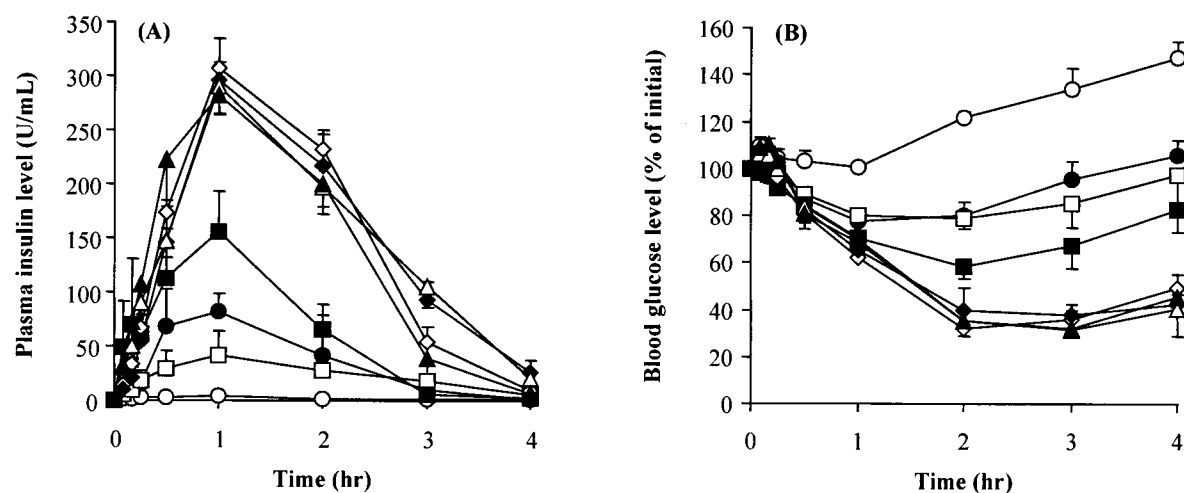 (A)
Plasma insulin level (U/mL)
350
300
250
200
150
100
50
0
0 1 2 3 4
Time (hr)
(B)
Blood glucose level (% of initial)
160
140
120
100
80
60
40
20
0
0 1 2 3 4
Time (hr)